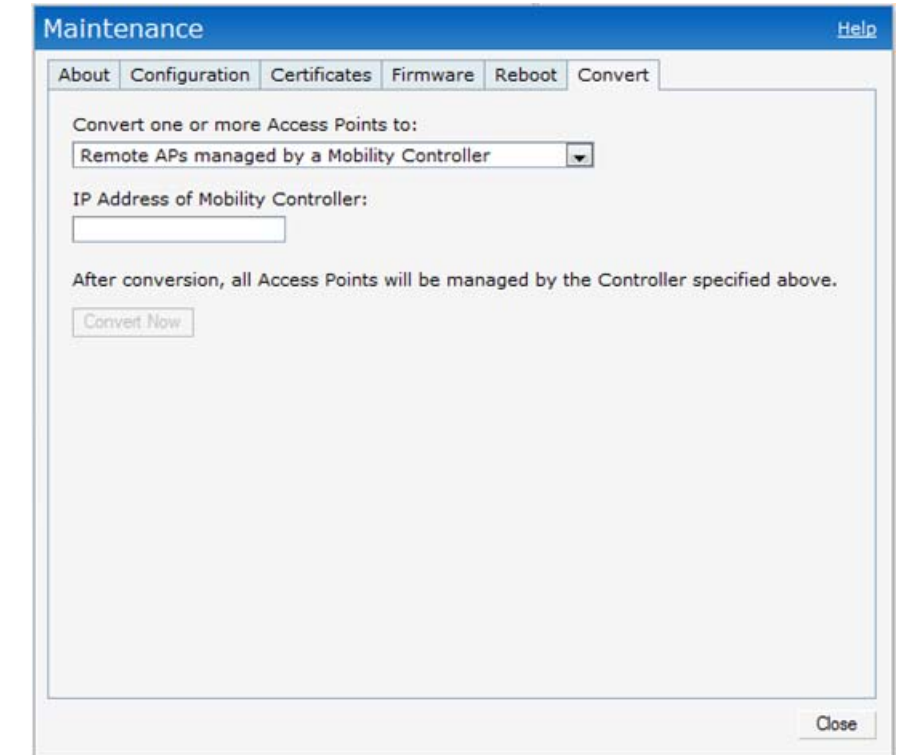 Maintenance Help
About Configuration Certificates Firmware Reboot Convert
Convert one or more Access Points to:
Remote APs managed by a Mobility Controller
IP Address of Mobility Controller:
After conversion, all Access Points will be managed by the Controller specified above.
Convert Now
Close